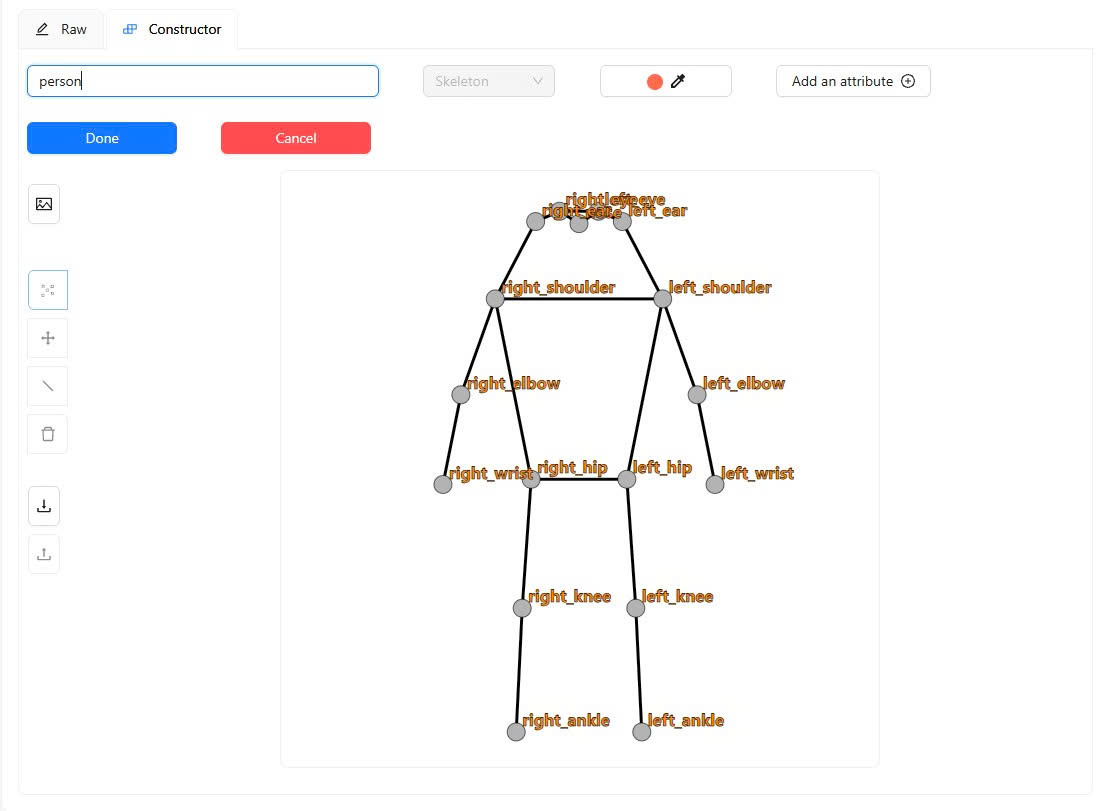 Raw
Constructor
person
Skeleton
Add an attribute
Done
Cancel
left_ear
right_shoulder
left_shoulder
right_elbow
left_elbow
right_wrist
right_hip
left_hip
left_wrist
right_knee
left_knee
right_ankle
left_ankle